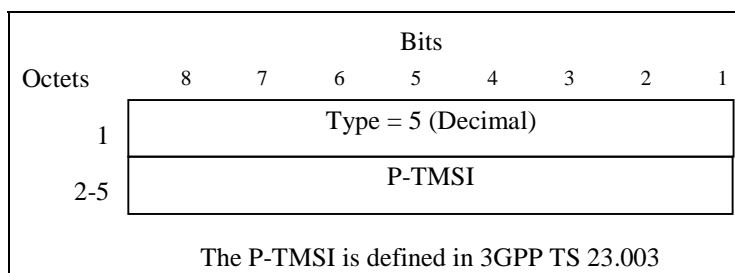 Bits
Octets 8 7 6 5 4 3 2 1
1 Type = 5 (Decimal)
2-5 P-TMSI
The P-TMSI is defined in 3GPP TS 23.003